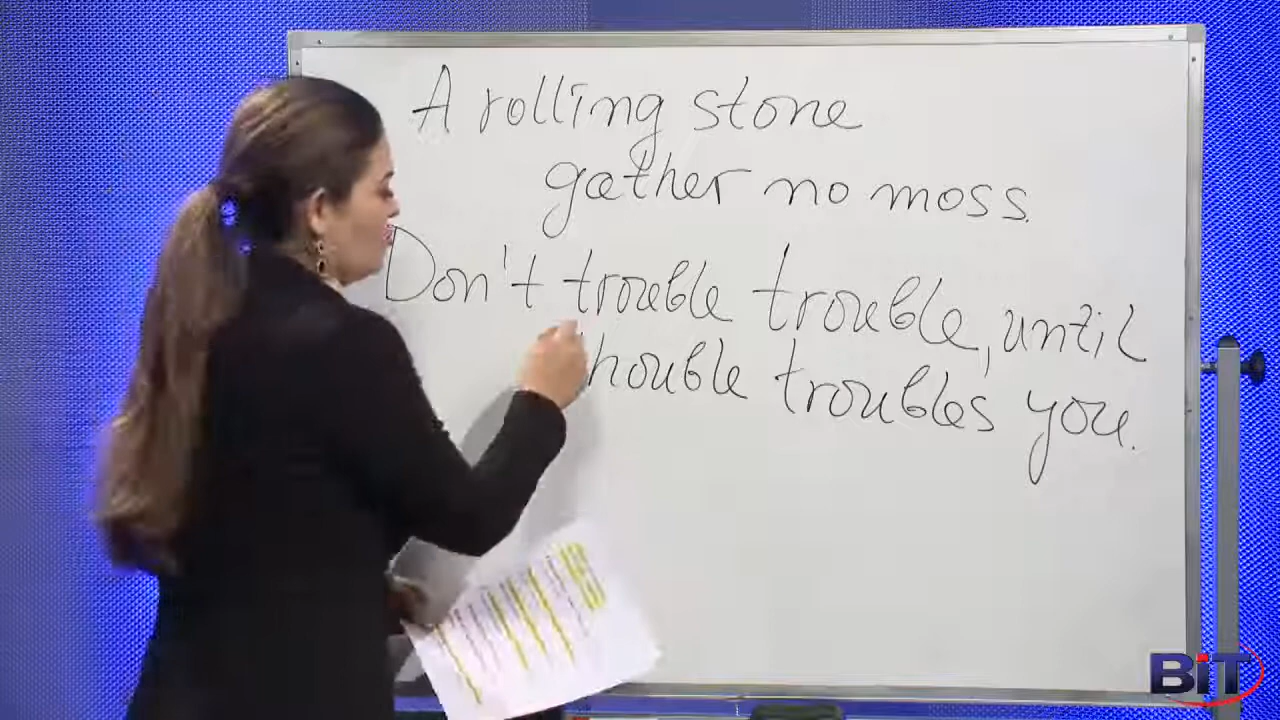 A rolling stone
gather no moss.
Don't trouble trouble, until
trouble troubles you.
BiT